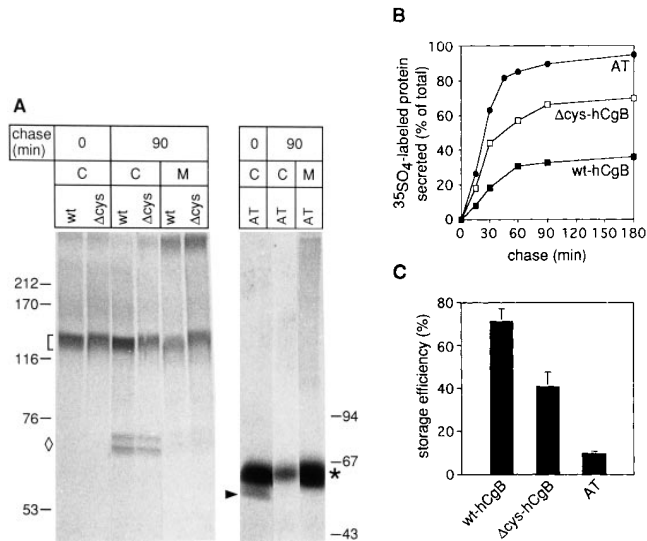 A
chase (min) 0 90
C C M
wt Δcys wt Δcys wt Δcys
212
170
116
76
53
0 90
C C M
AT AT AT
94
67
*
43
B
35SO4-labeled protein
secreted (% of total)
100
80
60
40
20
0
0 30 60 90 120 150 180
chase (min)
AT
Δcys-hCgB
wt-hCgB
C
storage efficiency (%)
80
60
40
20
0
wt-hCgB
Δcys-hCgB
AT